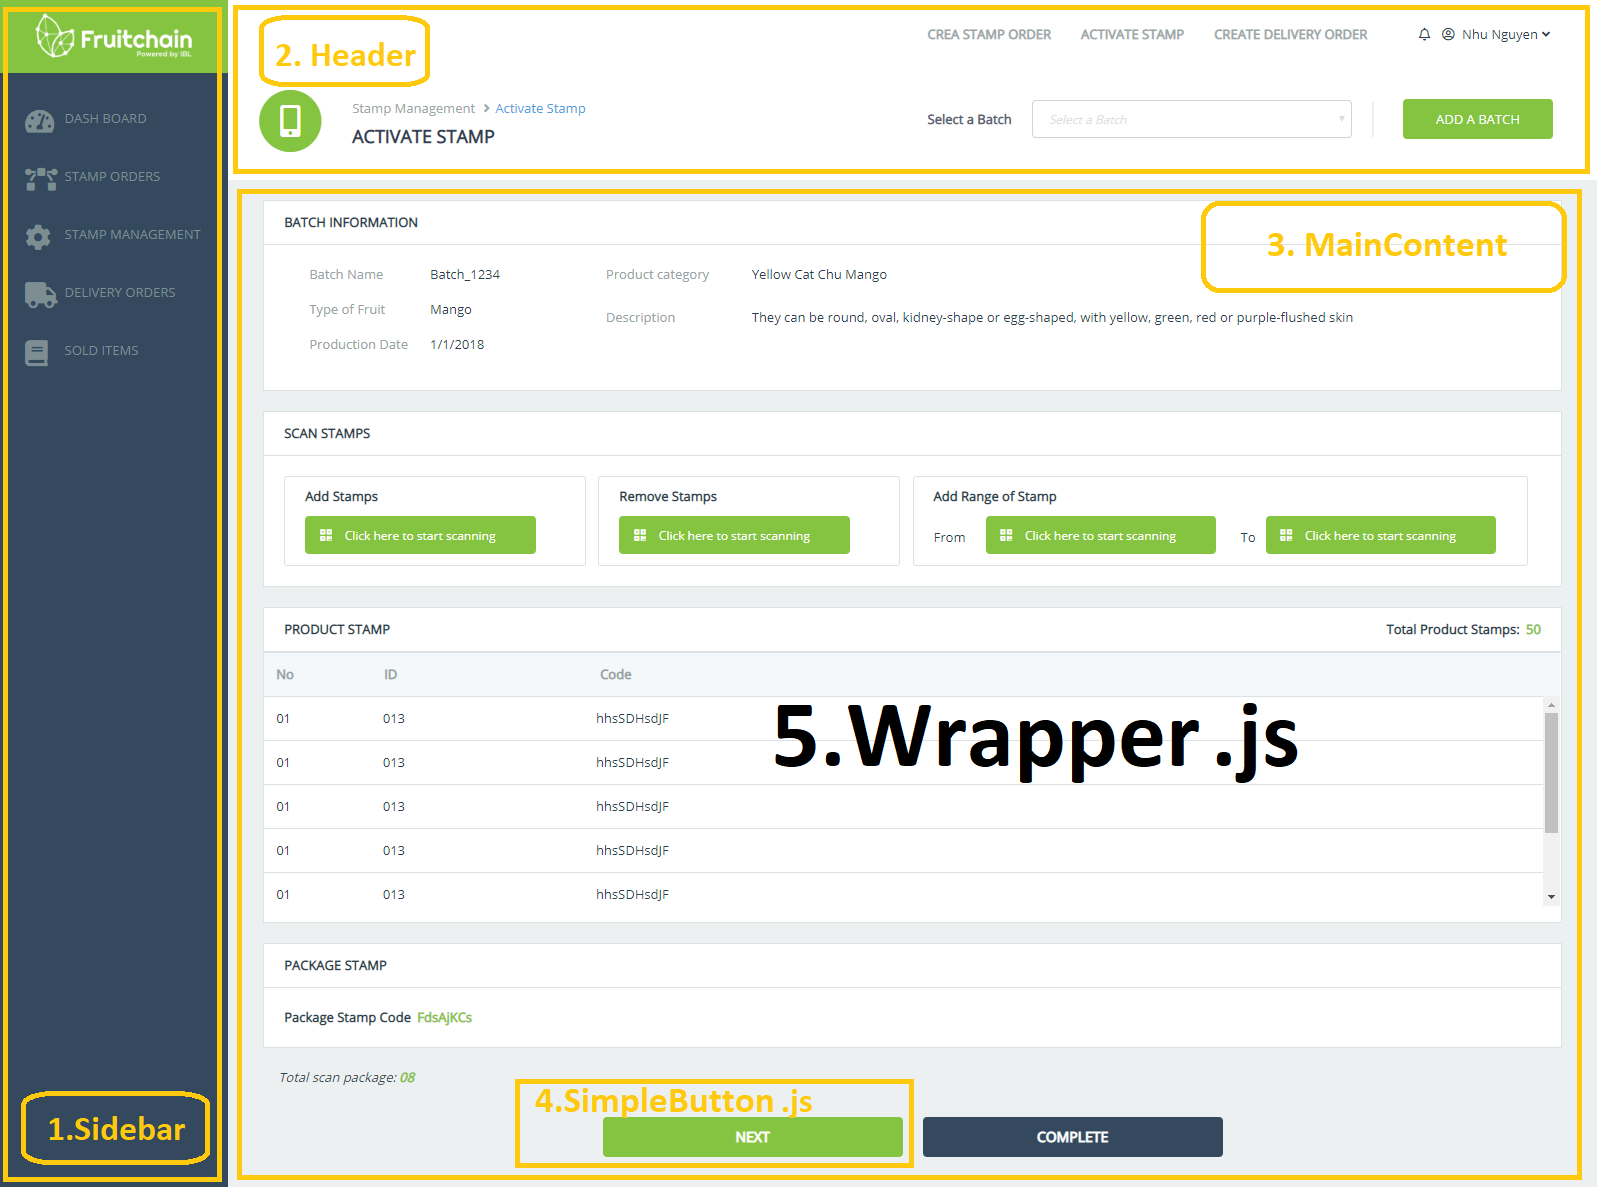 Fruitchain
Powered by IBL
DASH BOARD
STAMP ORDERS
STAMP MANAGEMENT
DELIVERY ORDERS
SOLD ITEMS
1.Sidebar
2. Header
CREA STAMP ORDER ACTIVATE STAMP CREATE DELIVERY ORDER Nhu Nguyen
Stamp Management > Activate Stamp
ACTIVATE STAMP
Select a Batch Select a Batch ADD A BATCH
3. MainContent
BATCH INFORMATION
Batch Name Batch_1234 Product category Yellow Cat Chu Mango
Type of Fruit Mango Description They can be round, oval, kidney-shape or egg-shaped, with yellow, green, red or purple-flushed skin
Production Date 1/1/2018
SCAN STAMPS
Add Stamps
Click here to start scanning
Remove Stamps
Click here to start scanning
Add Range of Stamp
From Click here to start scanning To Click here to start scanning
PRODUCT STAMP Total Product Stamps: 50
No ID Code
01 013 hhsSDHsdJF
5.Wrapper .js
01 013 hhsSDHsdJF
01 013 hhsSDHsdJF
01 013 hhsSDHsdJF
01 013 hhsSDHsdJF
PACKAGE STAMP
Package Stamp Code FdsAjKCs
Total scan package: 08
4.SimpleButton .js
NEXT COMPLETE